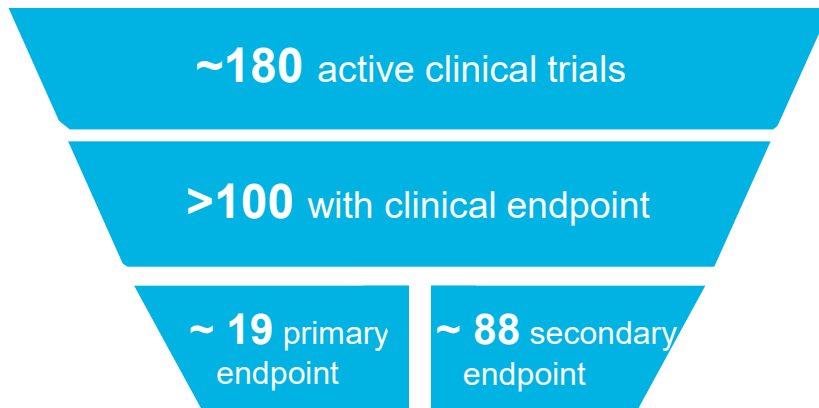 ~180 active clinical trials
>100 with clinical endpoint
~ 19 primary
endpoint
~ 88 secondary
endpoint